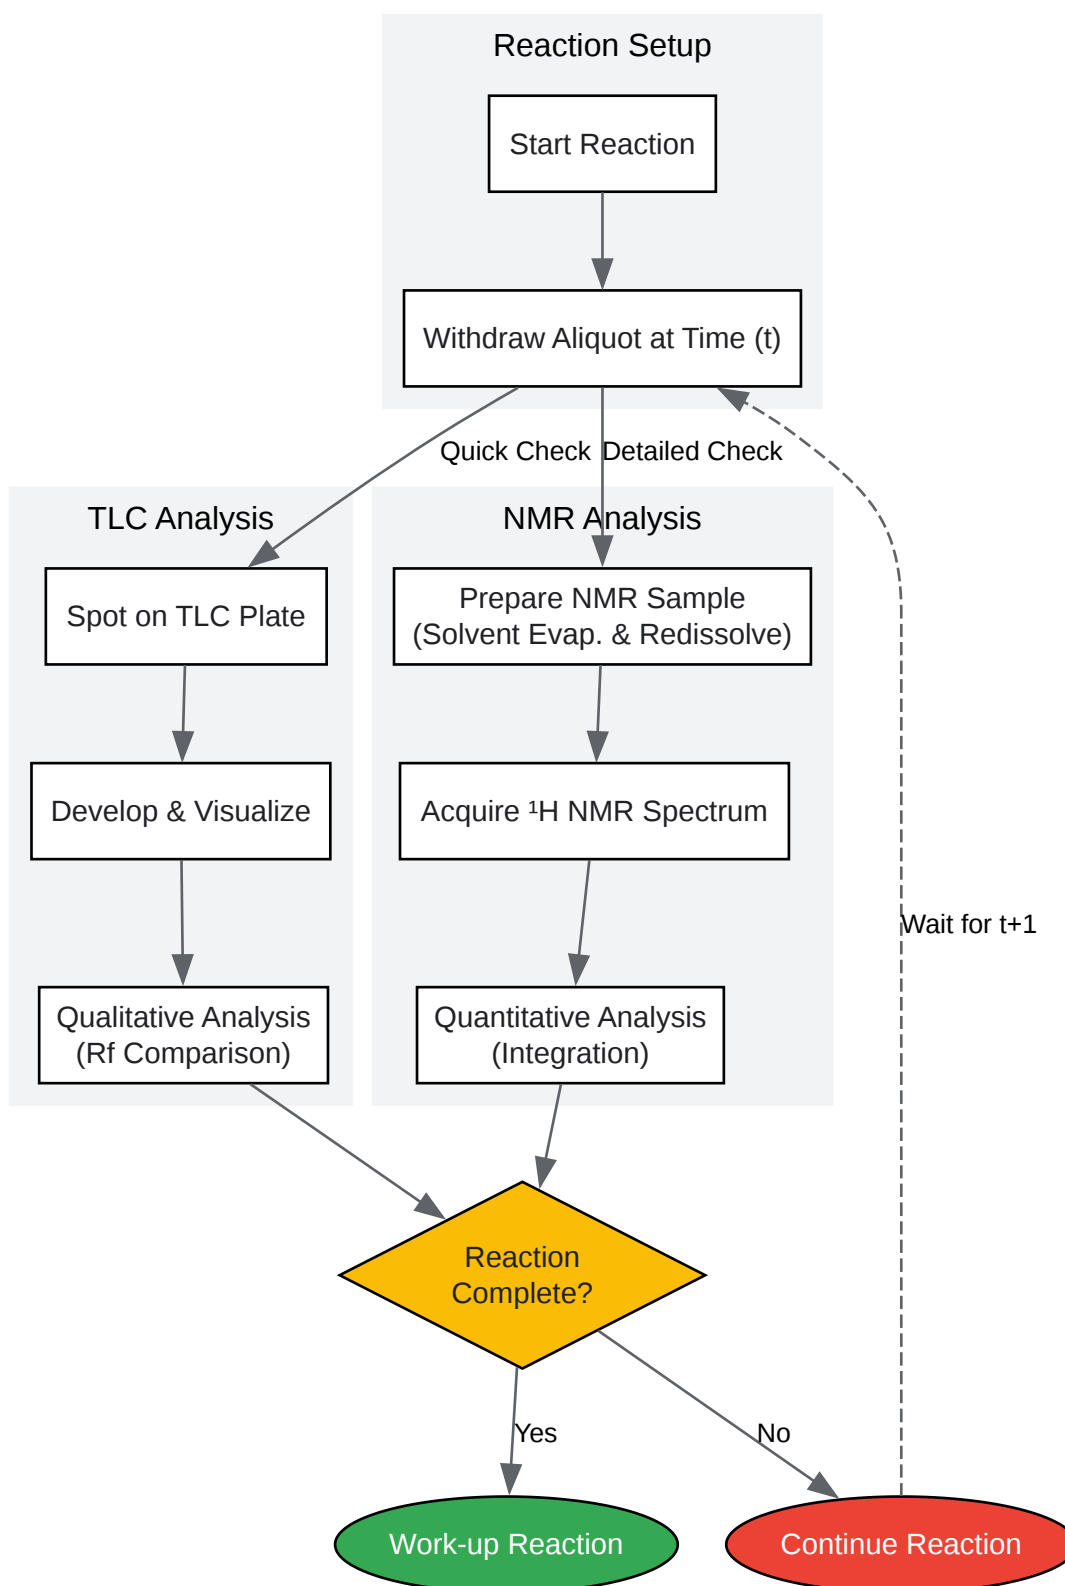 Reaction Setup
Start Reaction
Withdraw Aliquot at Time (t)
Quick Check
Detailed Check
TLC Analysis
Spot on TLC Plate
Develop & Visualize
Qualitative Analysis
(Rf Comparison)
NMR Analysis
Prepare NMR Sample
(Solvent Evap. & Redissolve)
Acquire ¹H NMR Spectrum
Quantitative Analysis
(Integration)
Wait for t+1
Reaction
Complete?
Yes
No
Work-up Reaction
Continue Reaction